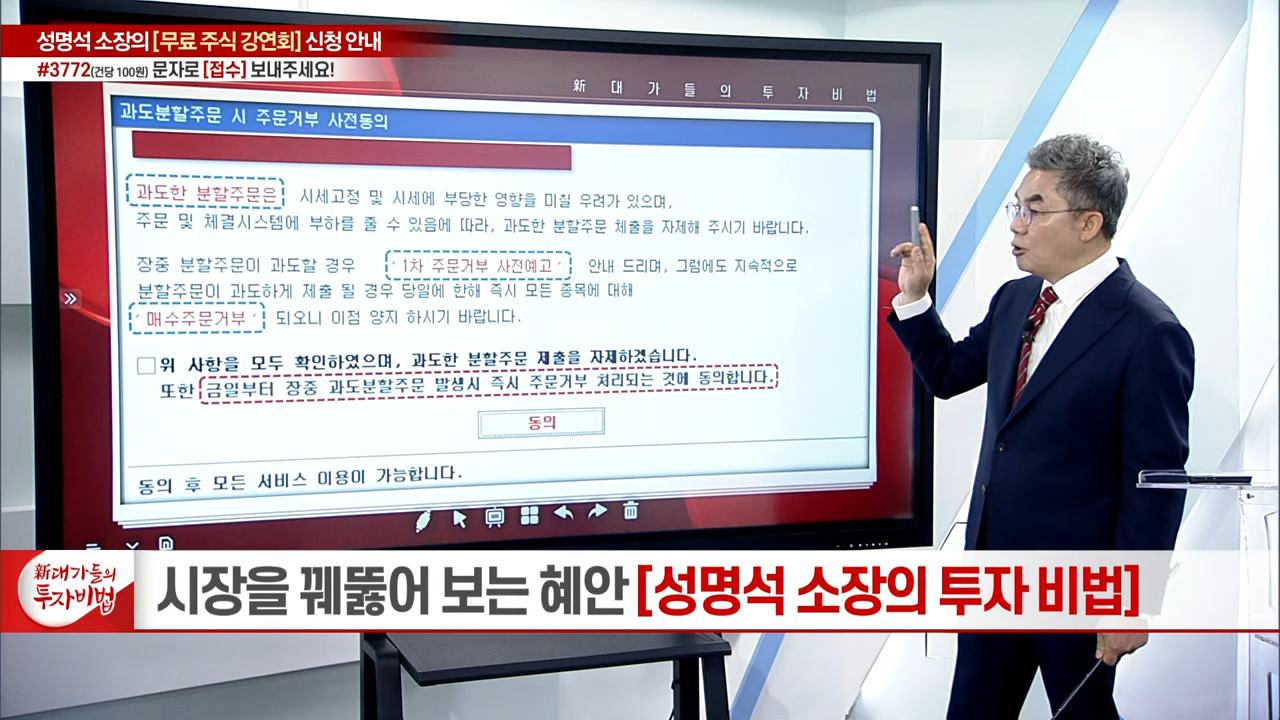 성명석 소장의 [무료 주식 강연회] 신청 안내
#3772(건당 100원) 문자로 [접수] 보내주세요!
新 대가들의 투자비법
과도분할주문 시 주문거부 사전동의
과도한 분할주문은 시세고정 및 시세에 부당한 영향을 미칠 우려가 있으며,
주문 및 체결시스템에 부하를 줄 수 있음에 따라, 과도한 분할주문 제출을 자제해 주시기 바랍니다.
장중 분할주문이 과도할 경우 '1차 주문거부 사전예고' 안내 드리며, 그럼에도 지속적으로
분할주문이 과도하게 제출 될 경우 당일에 한해 즉시 모든 종목에 대해
'매수주문거부' 되오니 이점 양지 하시기 바랍니다.
위 사항을 모두 확인하였으며, 과도한 분할주문 제출을 자제하겠습니다.
또한 금일부터 장중 과도분할주문 발생시 즉시 주문거부 처리되는 것에 동의합니다.
동의
동의 후 모든 서비스 이용이 가능합니다.
新대가들의
투자비법
시장을 꿰뚫어 보는 혜안 [성명석 소장의 투자 비법]